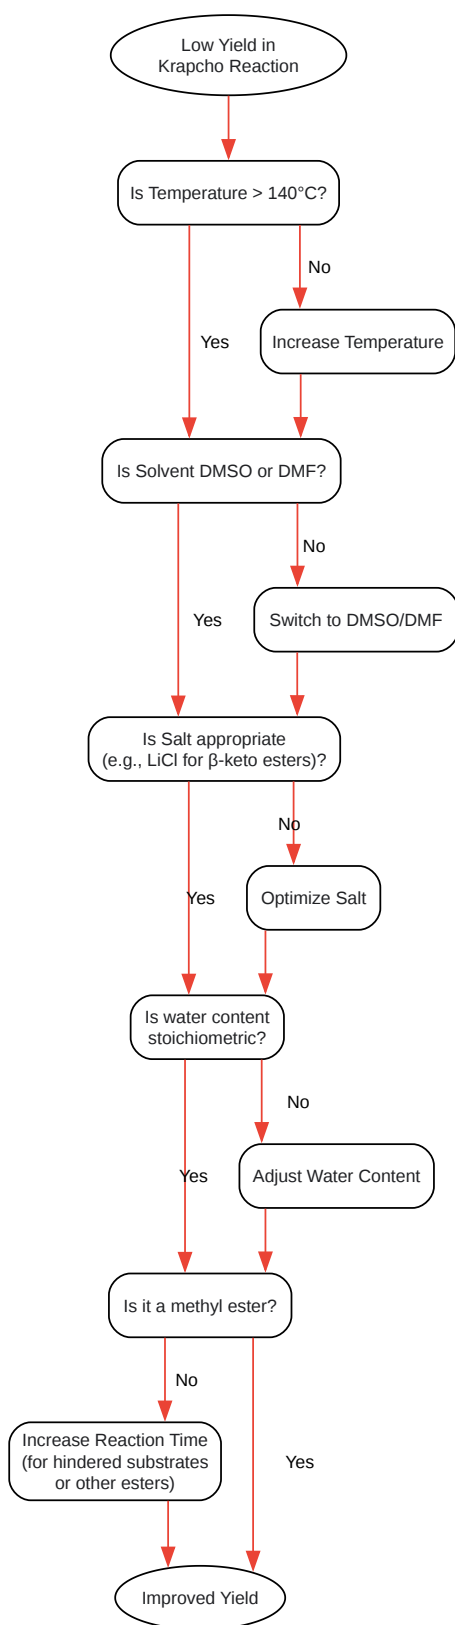 Low Yield in
Krapcho Reaction
Is Temperature > 140°C?
No
Increase Temperature
Yes
Is Solvent DMSO or DMF?
No
Switch to DMSO/DMF
Yes
Is Salt appropriate
(e.g., LiCl for β-keto esters)?
No
Optimize Salt
Yes
Is water content
stoichiometric?
No
Adjust Water Content
Yes
Is it a methyl ester?
No
Increase Reaction Time
(for hindered substrates
or other esters)
Yes
Improved Yield